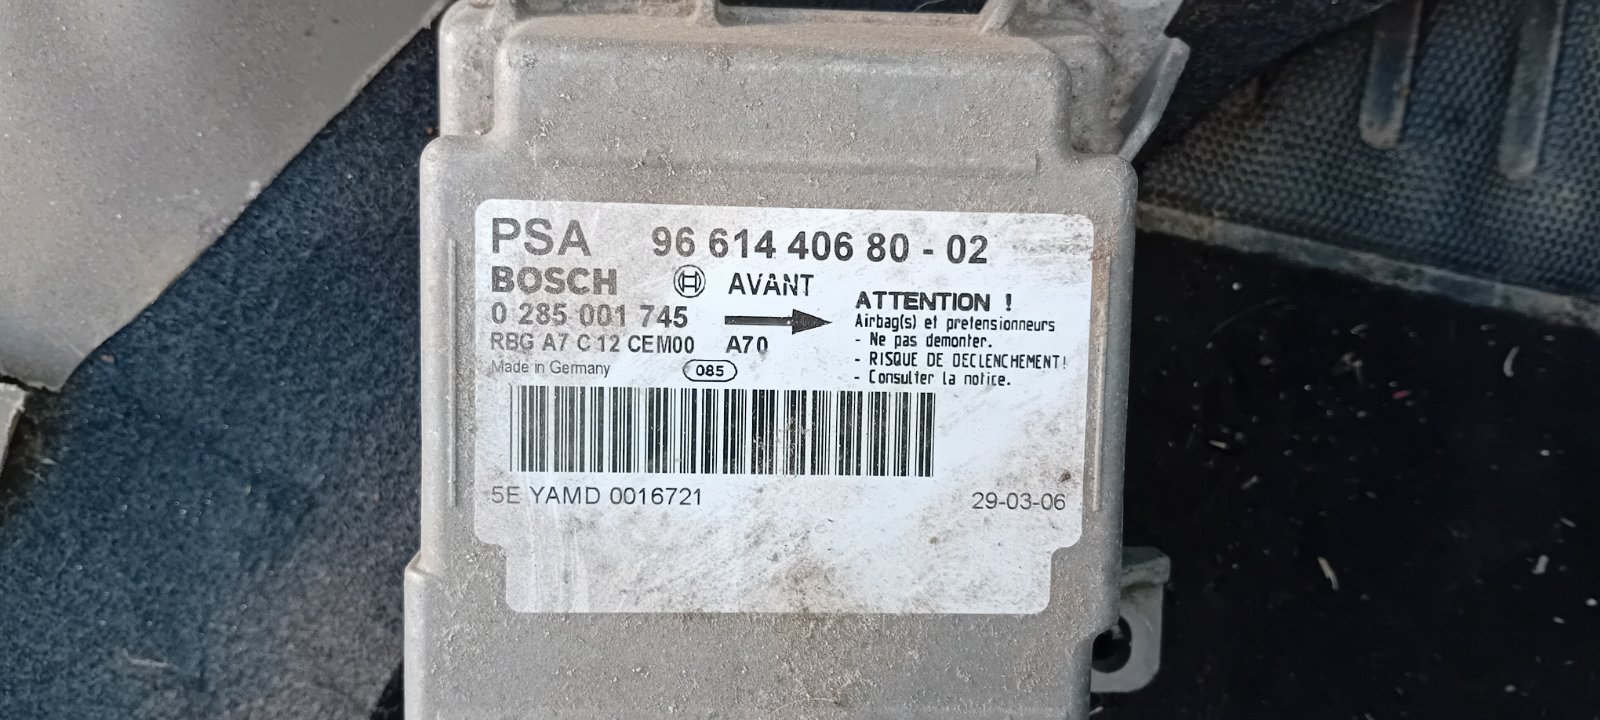 PSA 96 614 406 80 - 02
BOSCH AVANT
0 285 001 745
RBG A7 C 12 CEM00 A70
Made in Germany 085
ATTENTION !
Airbag(s) et pretensionneurs
- Ne pas demonter.
- RISQUE DE DECLENCHEMENT!
- Consulter la notice.
5E YAMD 0016721 29-03-06